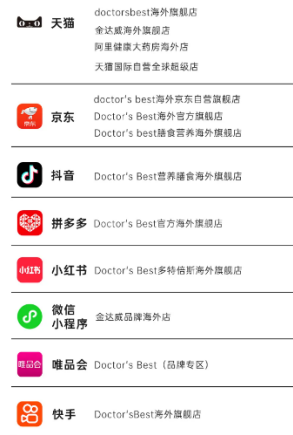 doctorsbest海外旗舰店
天猫
金达威海外旗舰店
阿里健康大药房海外店
天猫国际自营全球超级店
doctor's best海外京东自营旗舰店
京东
京东
Doctor's Best海外官方旗舰店
Doctor's best膳食营养海外旗舰店
抖音
Doctor's Best营养膳食海外旗舰店
拼多多
Doctor's Best官方海外旗舰店
小红书
小红书
Doctor's Best多特倍斯海外旗舰店
微信
小程序
金达威品牌海外店
唯品会
唯品会
Doctor's Best（品牌专区）
快手
Doctor'sBest海外旗舰店